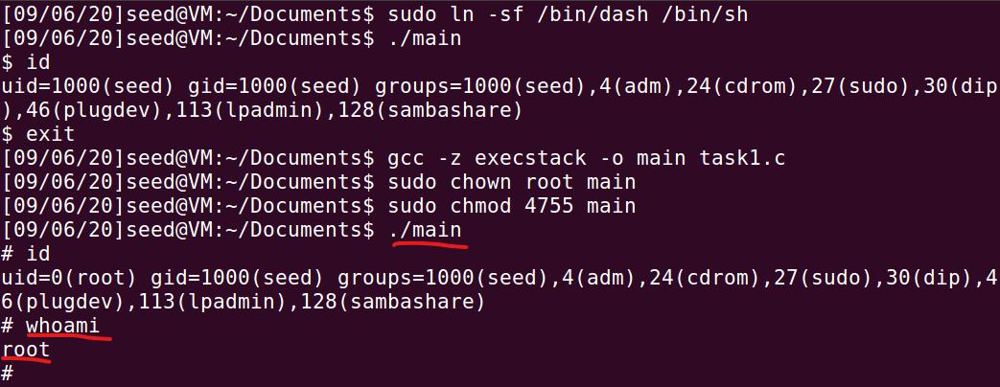 [09/06/20]seed@VM:~/Documents$ sudo ln -sf /bin/dash /bin/sh
[09/06/20]seed@VM:~/Documents$ ./main
$ id
uid=1000(seed) gid=1000(seed) groups=1000(seed),4(adm),24(cdrom),27(sudo),30(dip
),46(plugdev),113(lpadmin),128(sambashare)
$ exit
[09/06/20]seed@VM:~/Documents$ gcc -z execstack -o main task1.c
[09/06/20]seed@VM:~/Documents$ sudo chown root main
[09/06/20]seed@VM:~/Documents$ sudo chmod 4755 main
[09/06/20]seed@VM:~/Documents$ ./main
# id
uid=0(root) gid=1000(seed) groups=1000(seed),4(adm),24(cdrom),27(sudo),30(dip),4
6(plugdev),113(lpadmin),128(sambashare)
# whoami
root
#